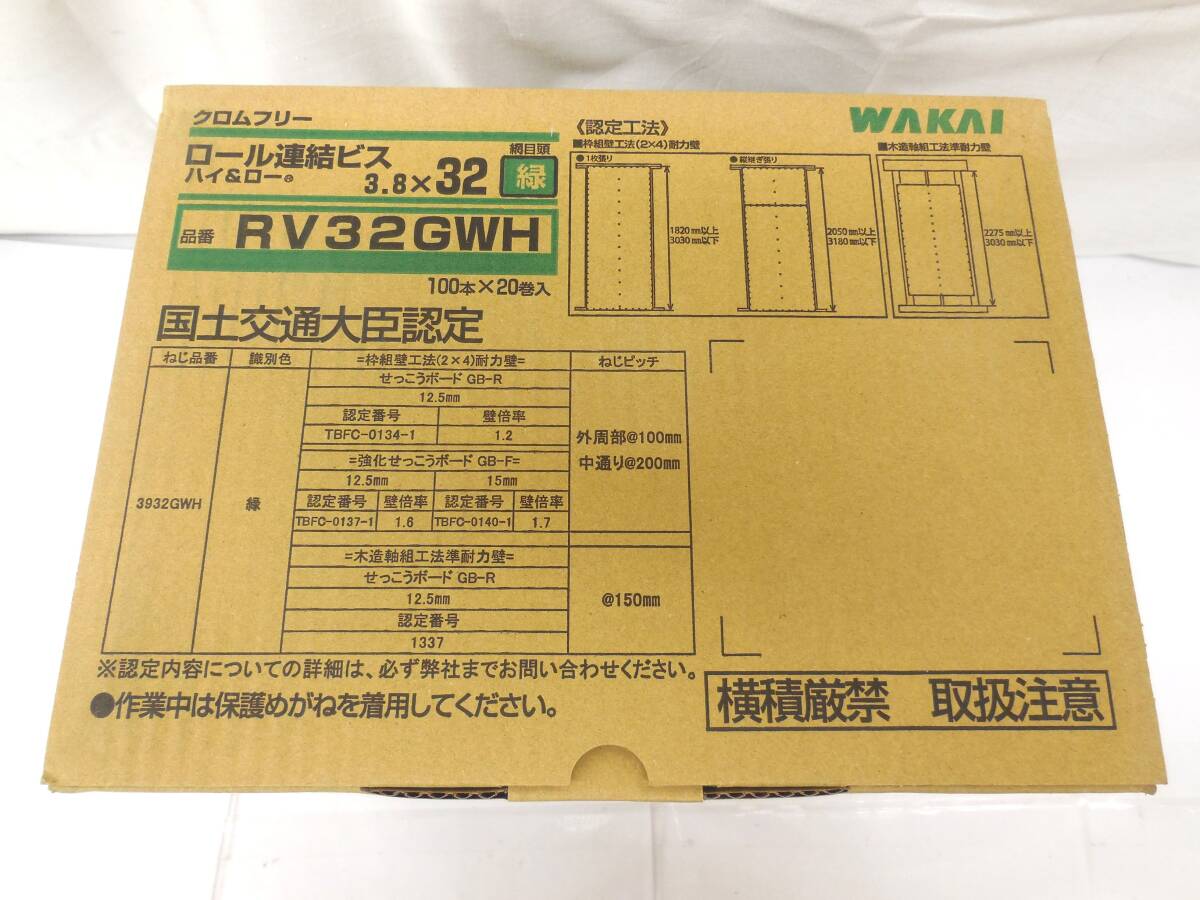 クロムフリー
ロール連結ビス
ハイ&ロー®
3.8×32
網目頭
緑
品番 RV32GWH
100本×20巻入
《認定工法》
WAKAI
■枠組壁工法(2×4)耐力壁
●1枚張り
1820mm以上
3030mm以下
●縦継ぎ張り
2050mm以上
3180mm以下
■木造軸組工法準耐力壁
2275mm以上
3030mm以下
国土交通大臣認定
ねじ品番 識別色 =枠組壁工法(2×4)耐力壁= ねじピッチ
せっこうボード GB-R
12.5mm
認定番号 壁倍率
TBFC-0134-1 1.2
外周部@100mm
中通り@200mm
=強化せっこうボード GB-F=
12.5mm 15mm
認定番号 壁倍率 認定番号 壁倍率
TBFC-0137-1 1.6 TBFC-0140-1 1.7
3932GWH 緑
=木造軸組工法準耐力壁=
せっこうボード GB-R
12.5mm
@150mm
認定番号
1337
※認定内容についての詳細は、必ず弊社までお問い合わせください。
●作業中は保護めがねを着用してください。
横積厳禁 取扱注意